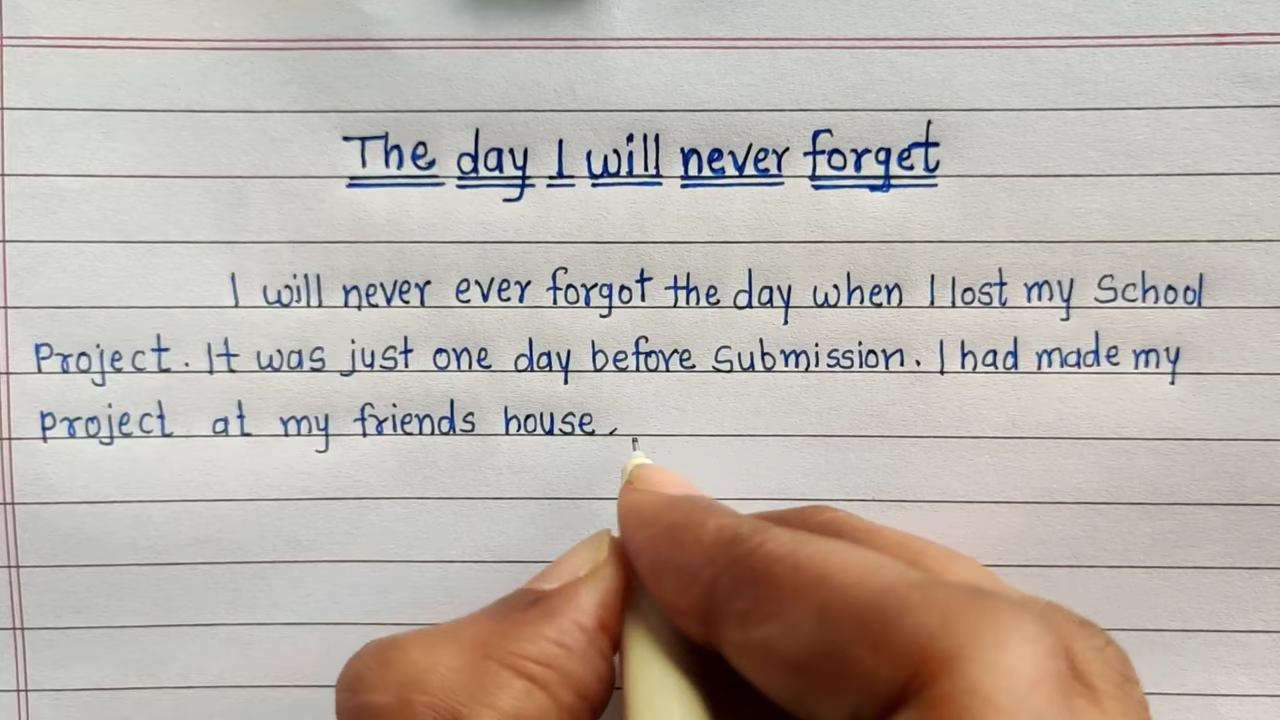 The day I will never forget
I will never ever forgot the day when I lost my School
Project. It was just one day before submission. I had made my
project at my friends house.